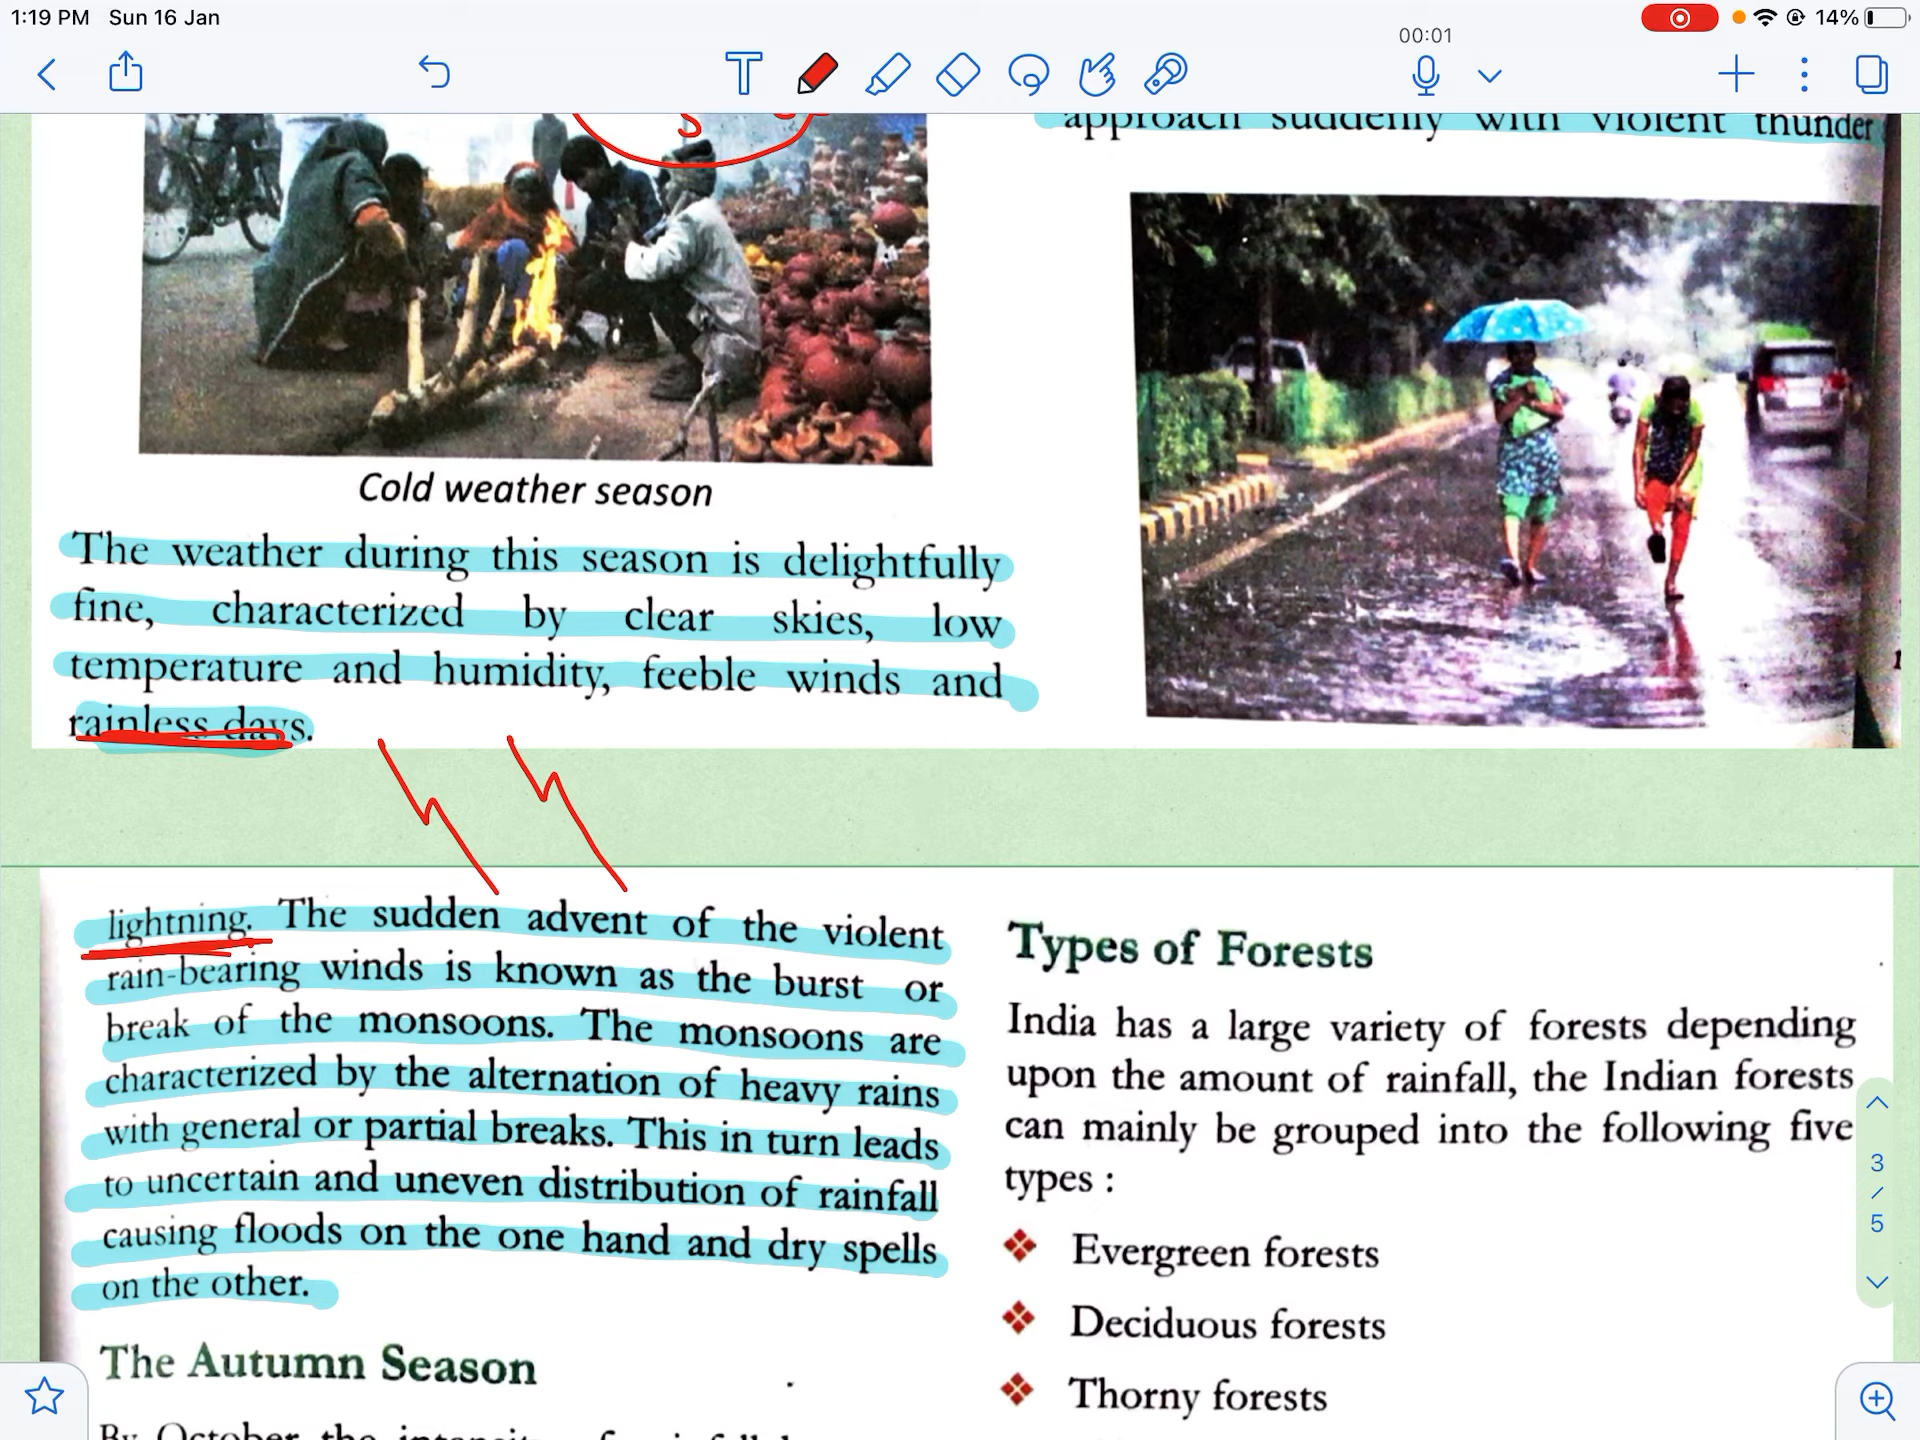 1:19 PM Sun 16 Jan
14%
00:01
T
approach suddenly with violent thunder
Cold weather season
The weather during this season is delightfully
fine, characterized by clear skies, low
temperature and humidity, feeble winds and
rainless days.
lightning. The sudden advent of the violent
rain-bearing winds is known as the burst or
break of the monsoons. The monsoons are
characterized by the alternation of heavy rains
with general or partial breaks. This in turn leads
to uncertain and uneven distribution of rainfall
causing floods on the one hand and dry spells
on the other.
The Autumn Season
By October the intensity of rainfall
Types of Forests
India has a large variety of forests depending
upon the amount of rainfall, the Indian forests
can mainly be grouped into the following five
types :
Evergreen forests
Deciduous forests
Thorny forests
3
/
5